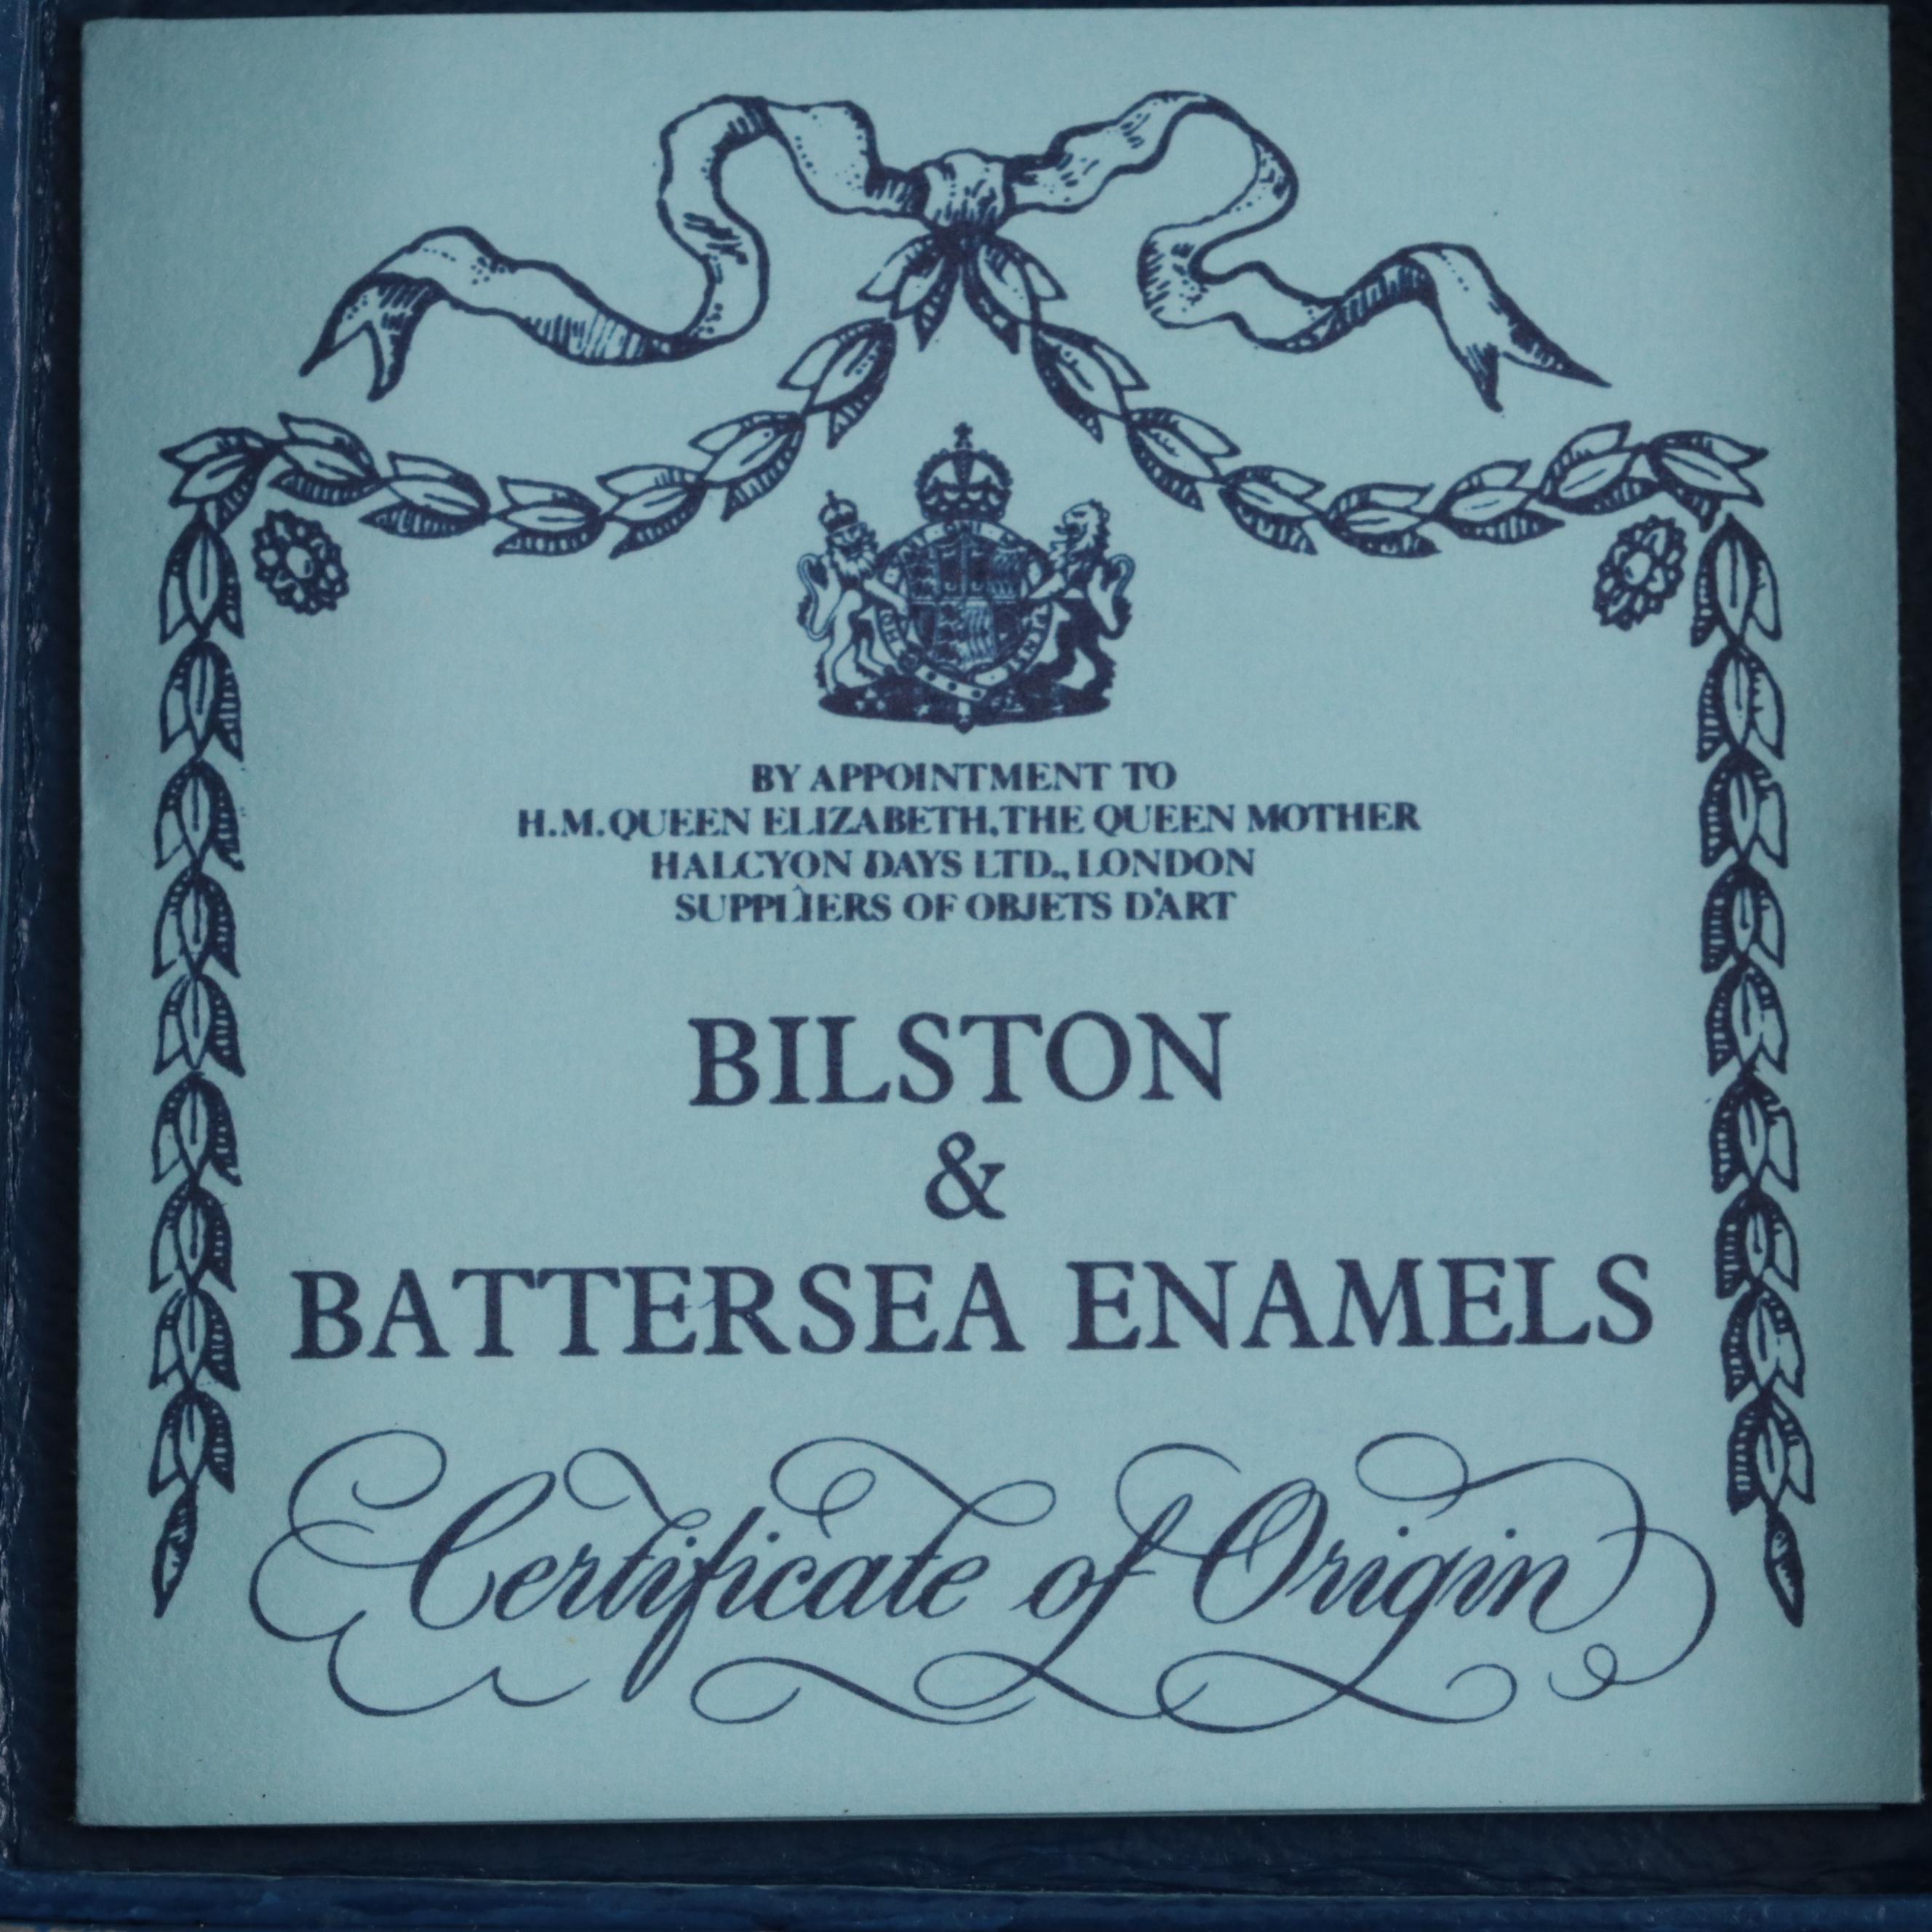 BY APPOINTMENT TO
H.M. QUEEN ELIZABETH, THE QUEEN MOTHER
HALCYON DAYS LTD., LONDON
SUPPLIERS OF OBJETS D'ART
BILSTON
&
BATTERSEA ENAMELS
Certificate of Origin